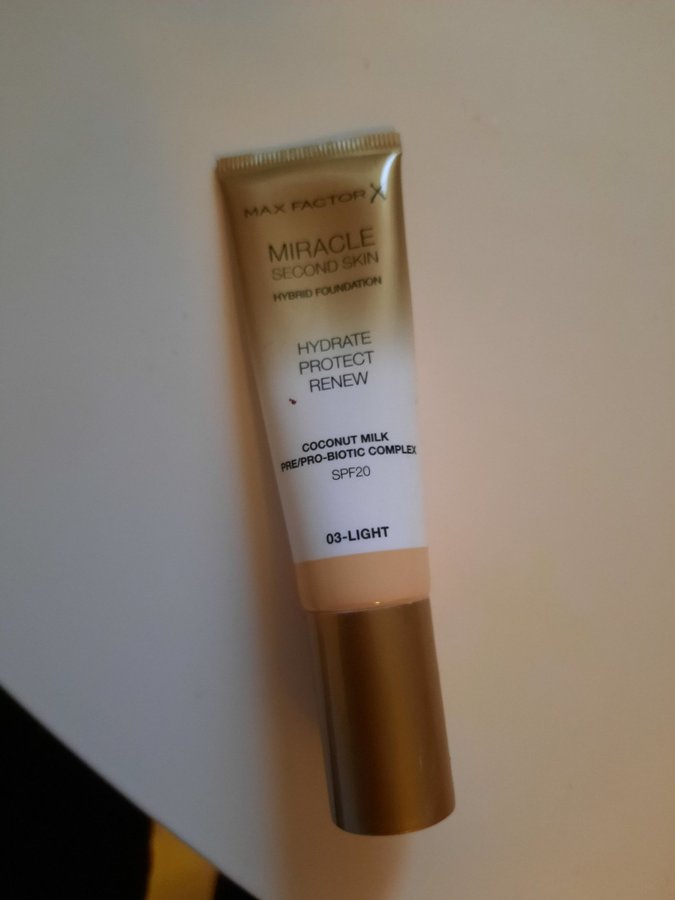 MAX FACTOR X
MIRACLE
SECOND SKIN
HYBRID FOUNDATION
HYDRATE
PROTECT
RENEW
COCONUT MILK
PRE/PRO-BIOTIC COMPLEX
SPF20
03-LIGHT